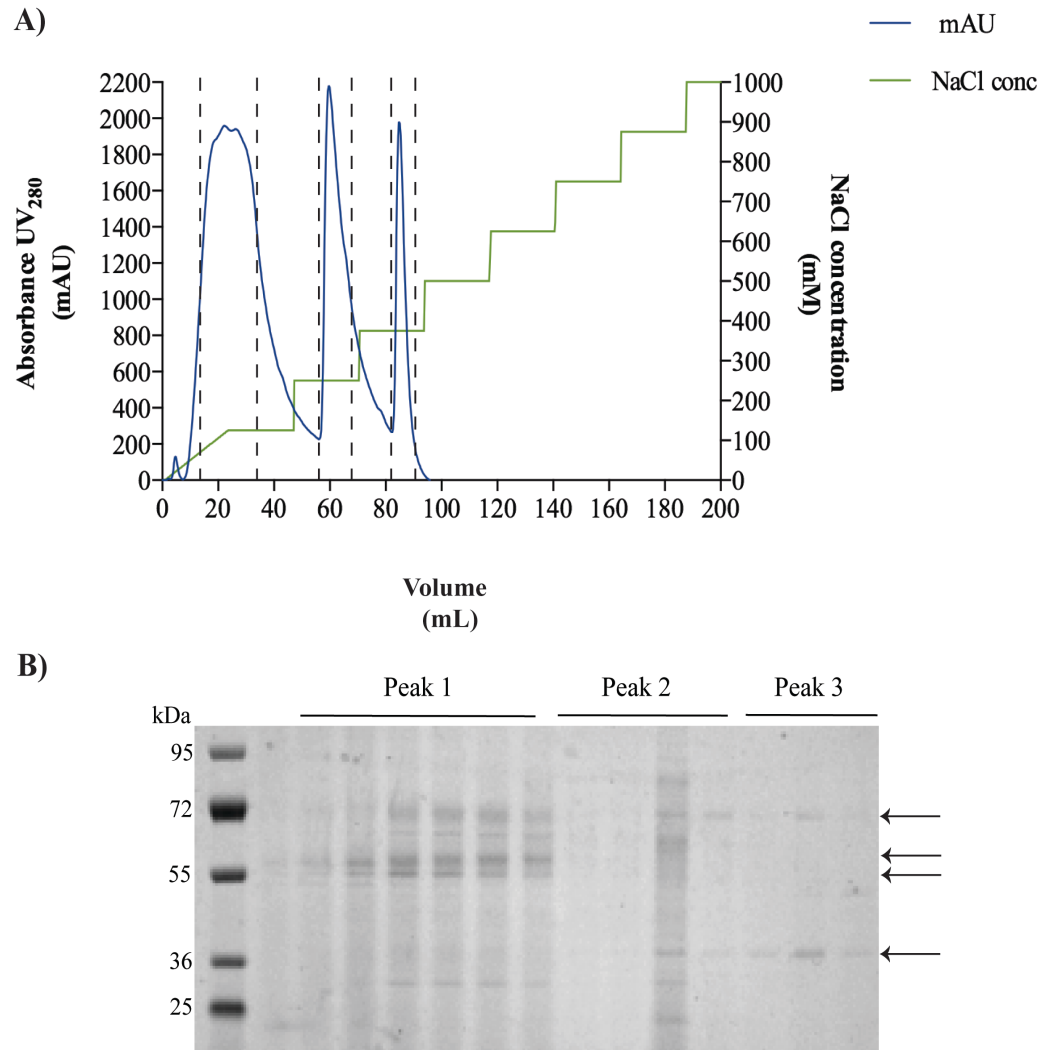 A)
mAU
NaCl conc
2200
2000
1800
1600
1400
1200
1000
800
600
400
200
0
Absorbance UV280
(mAU)
1000
900
800
700
600
500
400
300
200
100
0
NaCl concentration
(mM)
0 20 40 60 80 100 120 140 160 180 200
Volume
(mL)
B)
Peak 1 Peak 2 Peak 3
kDa
95
72
55
36
25